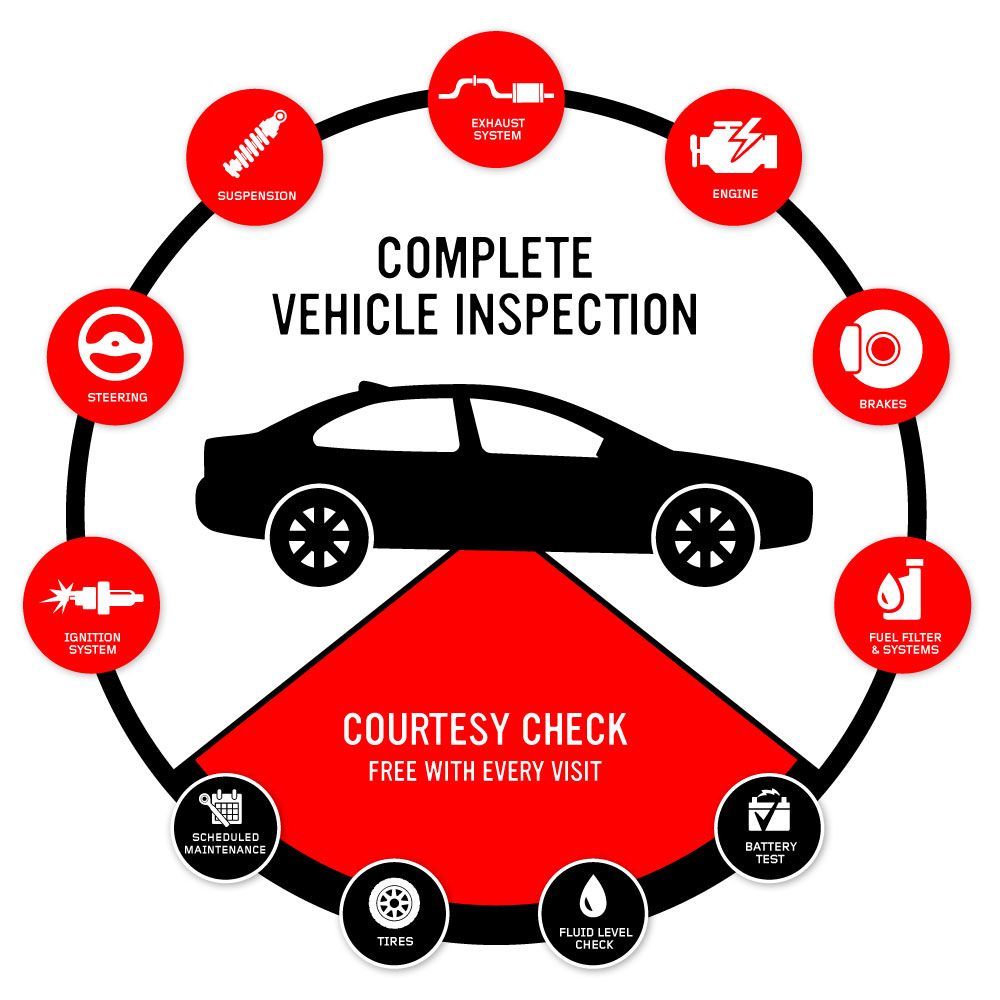 EXHAUST
SYSTEM
SUSPENSION
ENGINE
COMPLETE
VEHICLE INSPECTION
STEERING
BRAKES
IGNITION
SYSTEM
FUEL FILTER
& SYSTEMS
COURTESY CHECK
FREE WITH EVERY VISIT
SCHEDULED
MAINTENANCE
BATTERY
TEST
TIRES
FLUID LEVEL
CHECK